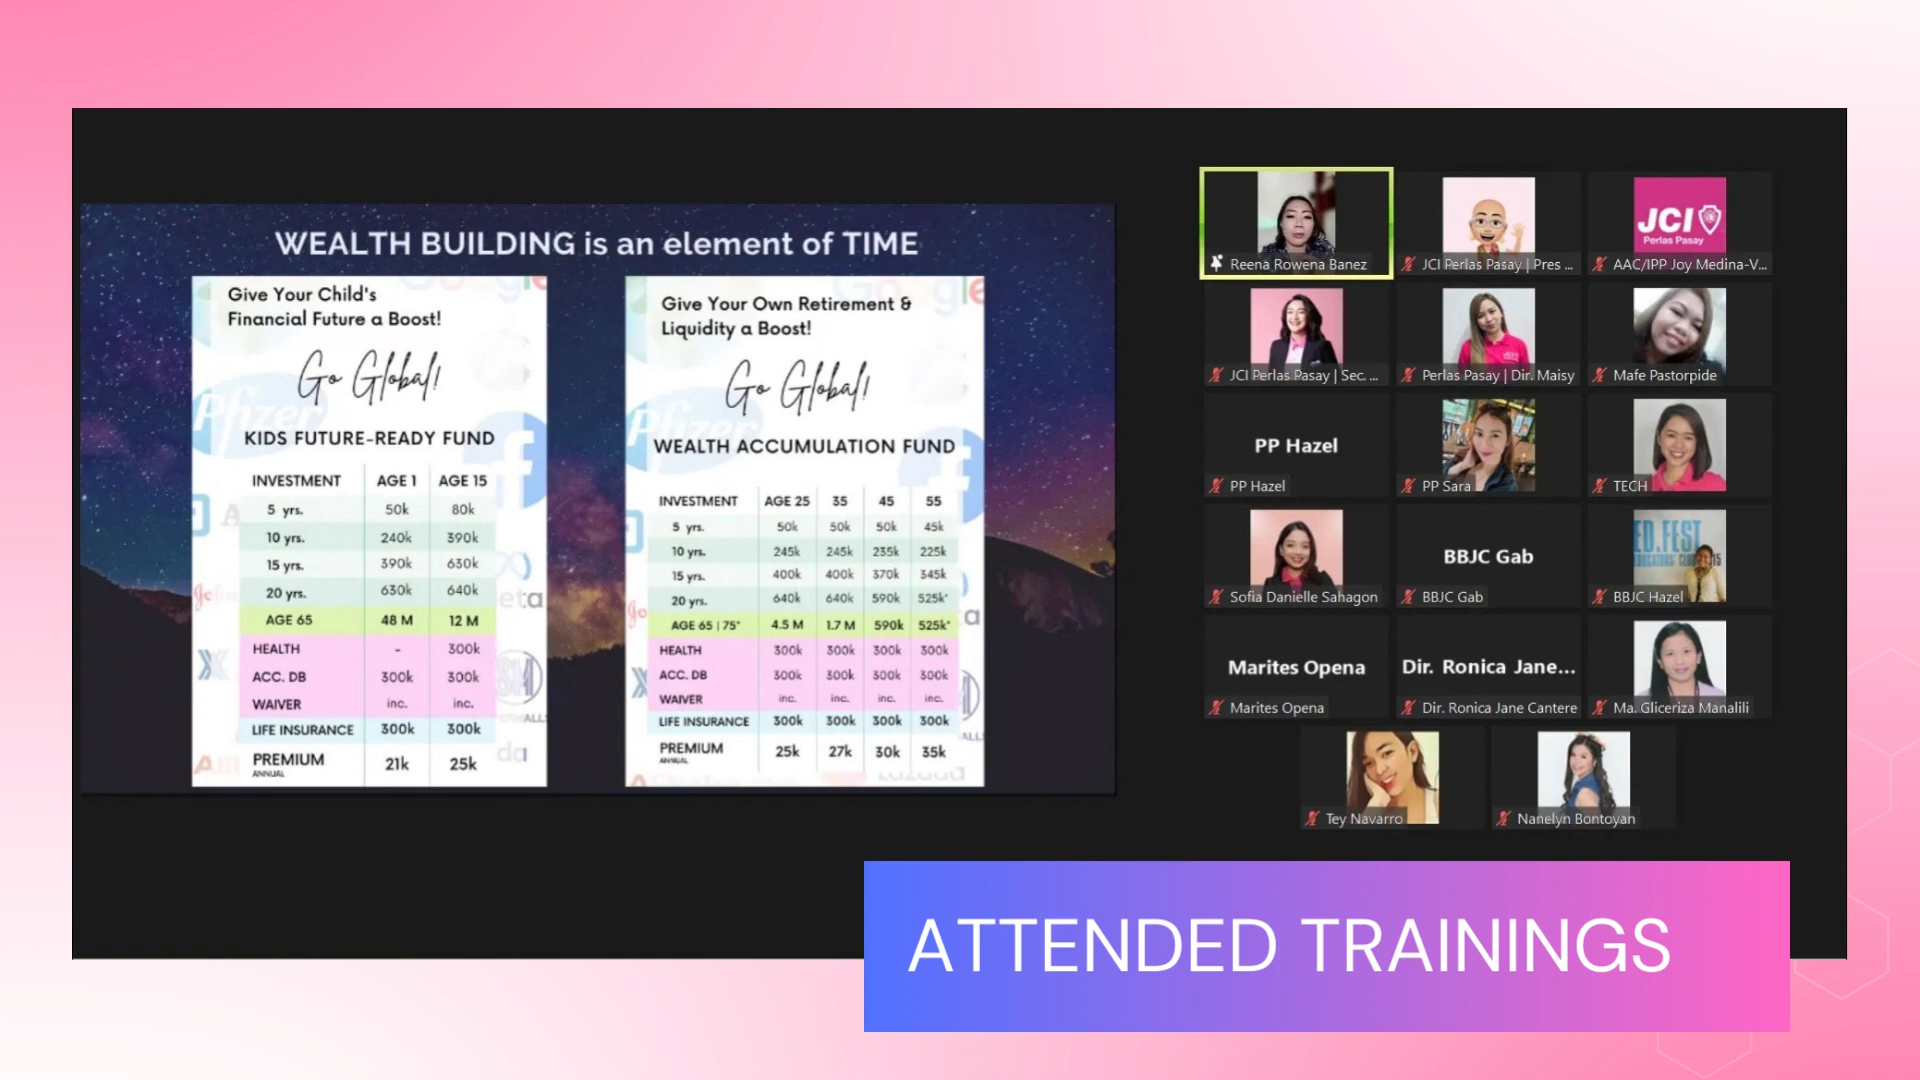 WEALTH BUILDING is an element of TIME
Give Your Child's
Financial Future a Boost!
Go Global!
Pfizer
KIDS FUTURE-READY FUND
INVESTMENT AGE 1 AGE 15
5 yrs. 50k 80k
10 yrs. 240k 390k
15 yrs. 390k 630k
20 yrs. 630k 640k
AGE 65 48 M 12 M
HEALTH - 300k
ACC. DB 300k 300k
WAIVER inc. inc.
LIFE INSURANCE 300k 300k
PREMIUM 21k 25k
ANNUAL
Give Your Own Retirement &
Liquidity a Boost!
Go Global!
Pfizer
WEALTH ACCUMULATION FUND
INVESTMENT AGE 25 35 45 55
5 yrs. 50k 50k 50k 45k
10 yrs. 245k 245k 235k 225k
15 yrs. 400k 400k 370k 345k
20 yrs. 640k 640k 590k 525k*
AGE 65 | 75* 4.5 M 1.7 M 590k 525k*
HEALTH 300k 300k 300k 300k
ACC. DB 300k 300k 300k 300k
WAIVER inc. inc. inc. inc.
LIFE INSURANCE 300k 300k 300k 300k
PREMIUM 25k 27k 30k 35k
ANNUAL
JCI
Perlas Pasay
Reena Rowena Banez
JCI Perlas Pasay | Pres ...
AAC/IPP Joy Medina-V...
JCI Perlas Pasay | Sec. ...
Perlas Pasay | Dir. Maisy
Mafe Pastorpide
PP Hazel
PP Hazel
PP Sara
TECH
BBJC Gab
ED.FEST
Sofia Danielle Sahagon
BBJC Gab
BBJC Hazel
Marites Opena
Dir. Ronica Jane...
Marites Opena
Dir. Ronica Jane Cantere
Ma. Gliceriza Manalili
Tey Navarro
Nanelyn Bontoyan
ATTENDED TRAININGS